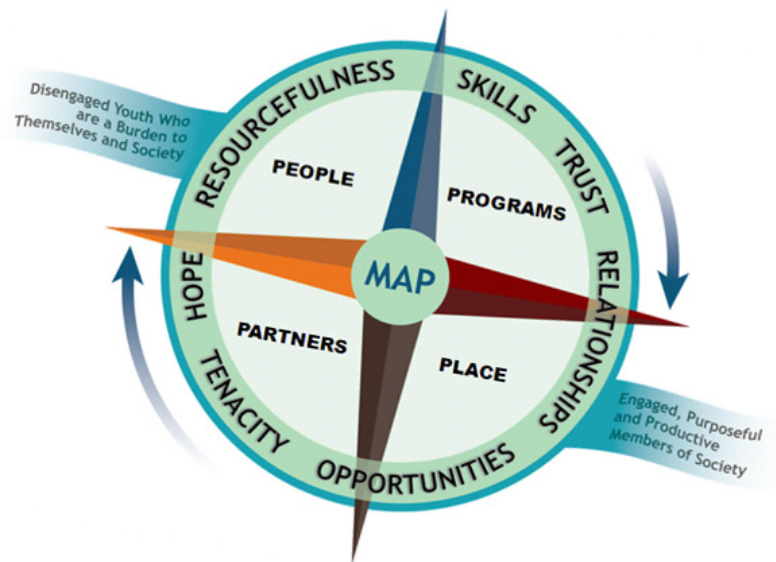 Disengaged Youth Who
are a Burden to
Themselves and Society
RESOURCEFULNESS
SKILLS
TRUST
RELATIONSHIPS
OPPORTUNITIES
TENACITY
HOPE
PEOPLE
PROGRAMS
MAP
PARTNERS
PLACE
Engaged, Purposeful
and Productive
Members of Society